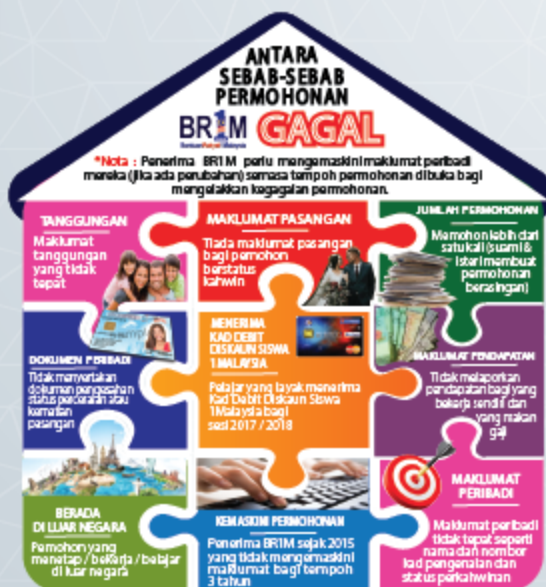 ANTARA
SEBAB-SEBAB
PERMOHONAN
BR1M GAGAL
Bantuan Rakyat 1Malaysia
*Nota : Penerima BR1M perlu mengemaskini maklumat peribadi
mereka (jika ada perubahan) semasa tempoh permohonan dibuka bagi
mengelakkan kegagalan permohonan.
TANGGUNGAN
Maklumat
tanggungan
yang tidak
tepat
MAKLUMAT PASANGAN
Tiada maklumat pasangan
bagi pemohon
berstatus
kahwin
JUMLAH PERMOHONAN
Memohon lebih dari
satu kali (suami &
isteri membuat
permohonan
berasingan)
DOKUMEN PERIBADI
Tidak menyertakan
dokumen pengesahan
status perceraian atau
kematian
pasangan
MENERIMA
KAD DEBIT
DISKAUN SISWA
1MALAYSIA
Pelajar yang layak menerima
Kad Debit Diskaun Siswa
1Malaysia bagi
sesi 2017 / 2018
MAKLUMAT PENDAPATAN
Tidak melaporkan
pendapatan bagi yang
bekerja sendiri dan
yang makan
gaji
BERADA
DI LUAR NEGARA
Pemohon yang
menetap / bekerja / belajar
di luar negara
KEMASKINI PERMOHONAN
Penerima BR1M sejak 2015
yang tidak mengemaskini
maklumat bagi tempoh
3 tahun
MAKLUMAT
PERIBADI
Maklumat peribadi
tidak tepat seperti
nama dan nombor
kad pengenalan dan
status perkahwinan